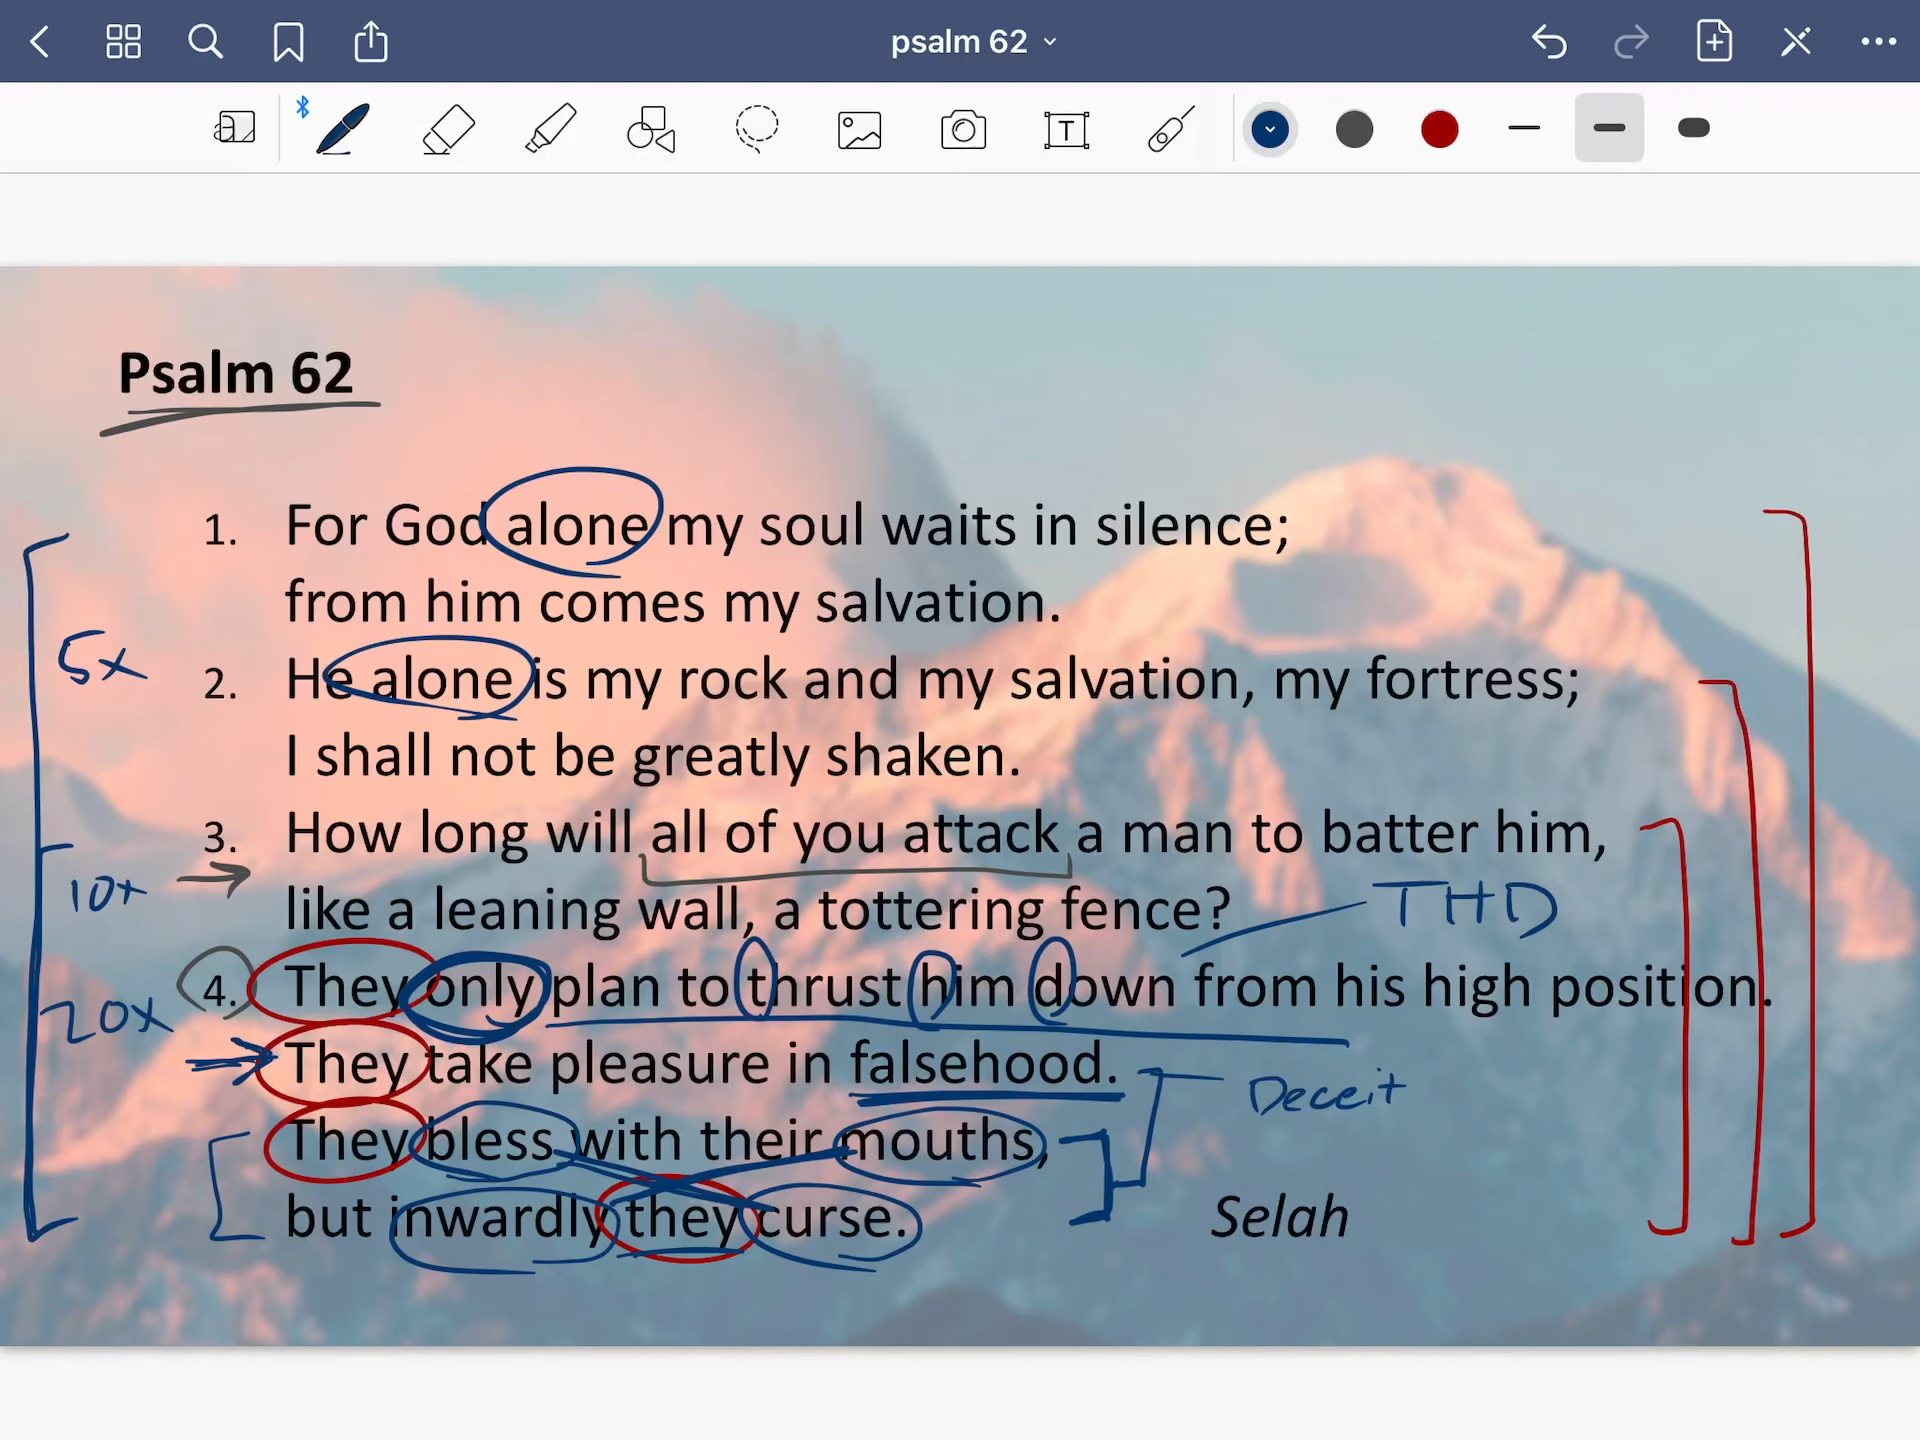 psalm 62
T
Psalm 62
1. For God alone my soul waits in silence;
from him comes my salvation.
5x
2. He alone is my rock and my salvation, my fortress;
I shall not be greatly shaken.
3. How long will all of you attack a man to batter him,
10x
like a leaning wall, a tottering fence?
THD
4. They only plan to thrust him down from his high position.
20x
They take pleasure in falsehood.
Deceit
They bless with their mouths,
but inwardly they curse.
Selah